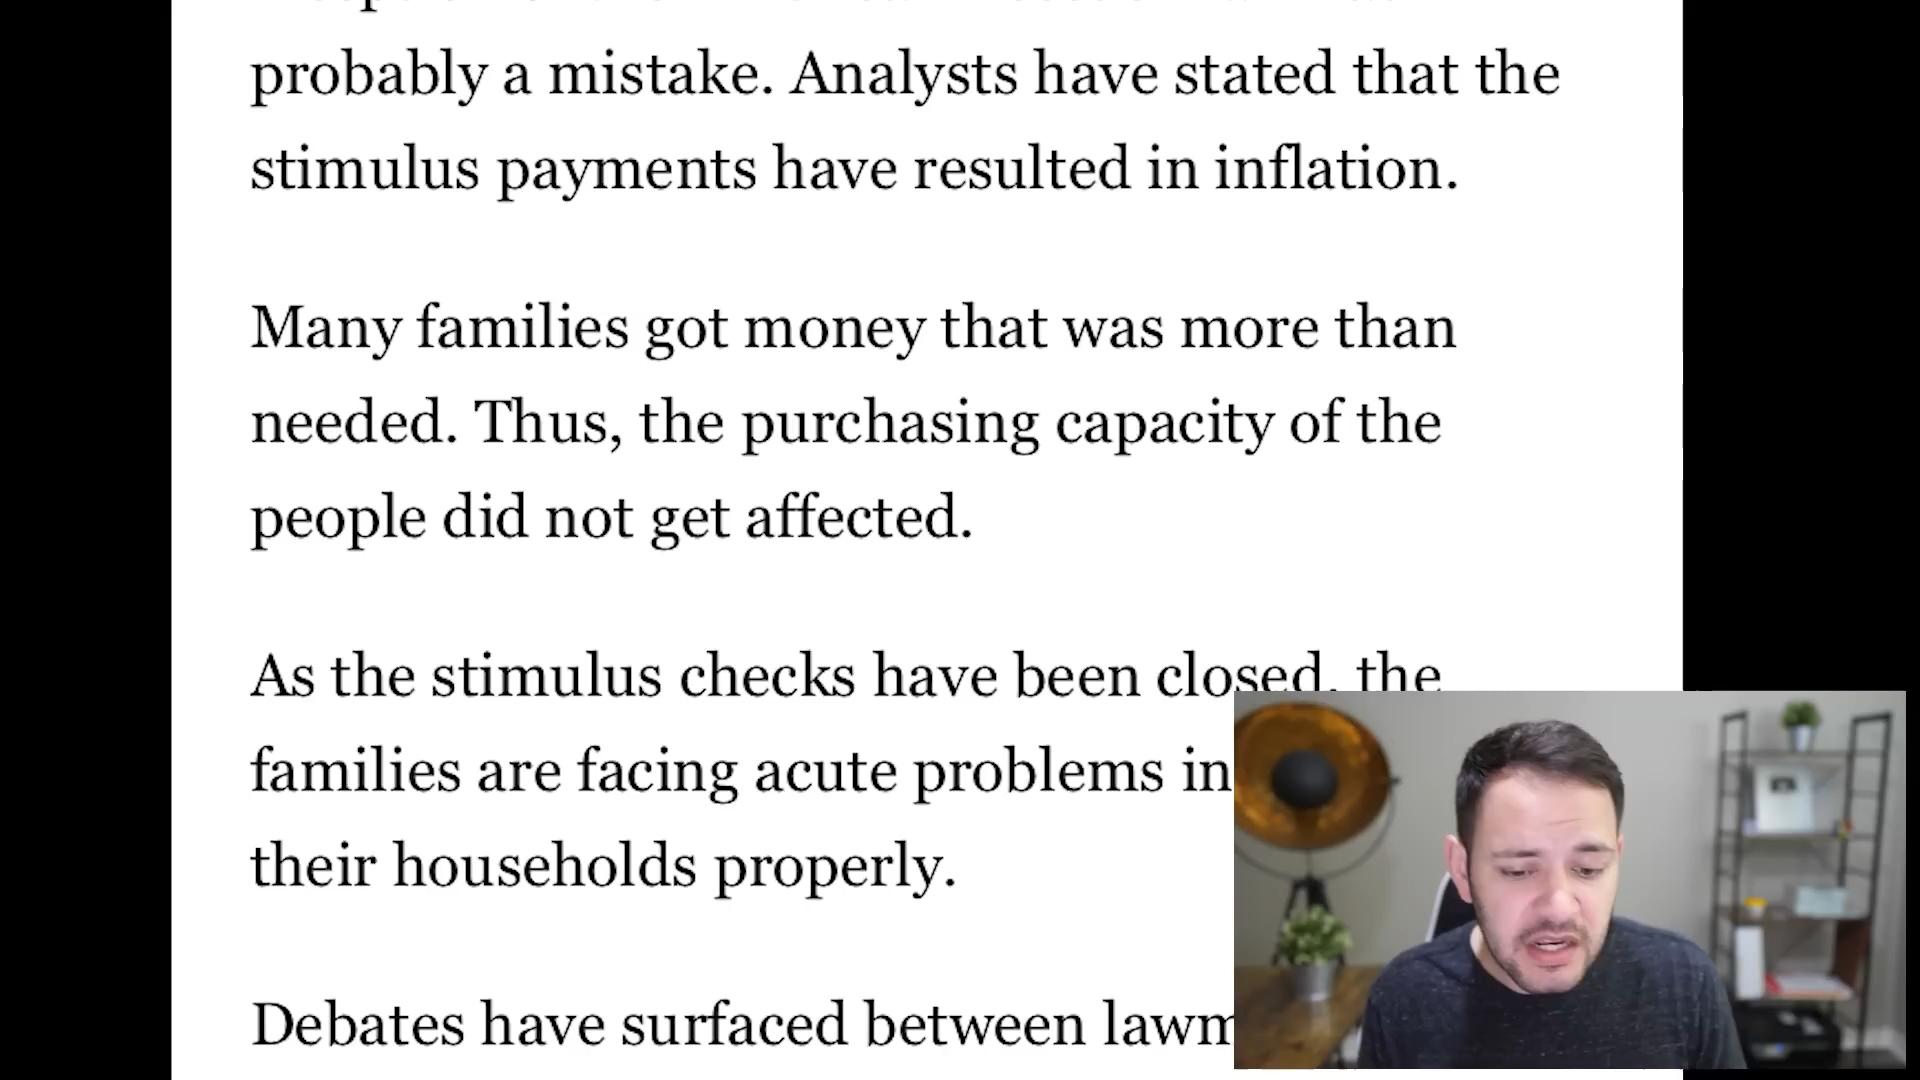 probably a mistake. Analysts have stated that the
stimulus payments have resulted in inflation.
Many families got money that was more than
needed. Thus, the purchasing capacity of the
people did not get affected.
As the stimulus checks have been closed, the
families are facing acute problems in
their households properly.
Debates have surfaced between